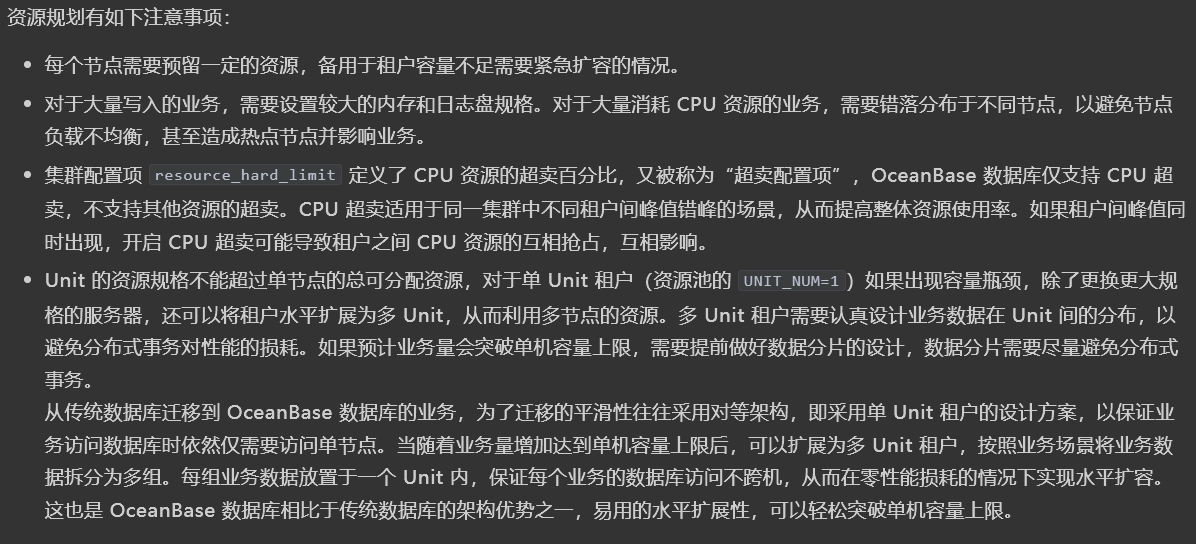 资源规划有如下注意事项：
• 每个节点需要预留一定的资源，备用于租户容量不足需要紧急扩容的情况。
• 对于大量写入的业务，需要设置较大的内存和日志盘规格。对于大量消耗 CPU 资源的业务，需要错落分布于不同节点，以避免节点
负载不均衡，甚至造成热点节点并影响业务。
• 集群配置项 resource_hard_limit 定义了 CPU 资源的超卖百分比，又被称为“超卖配置项”，OceanBase 数据库仅支持 CPU 超
卖，不支持其他资源的超卖。CPU 超卖适用于同一集群中不同租户间峰值错峰的场景，从而提高整体资源使用率。如果租户间峰值同
时出现，开启 CPU 超卖可能导致租户之间 CPU 资源的互相抢占，互相影响。
• Unit 的资源规格不能超过单节点的总可分配资源，对于单 Unit 租户（资源池的 UNIT_NUM=1）如果出现容量瓶颈，除了更换更大规
格的服务器，还可以将租户水平扩展为多 Unit，从而利用多节点的资源。多 Unit 租户需要认真设计业务数据在 Unit 间的分布，以
避免分布式事务对性能的损耗。如果预计业务量会突破单机容量上限，需要提前做好数据分片的设计，数据分片需要尽量避免分布式
事务。
从传统数据库迁移到 OceanBase 数据库的业务，为了迁移的平滑性往往采用对等架构，即采用单 Unit 租户的设计方案，以保证业
务访问数据库时依然仅需要访问单节点。当随着业务量增加达到单机容量上限后，可以扩展为多 Unit 租户，按照业务场景将业务数
据拆分为多组。每组业务数据放置于一个 Unit 内，保证每个业务的数据库访问不跨机，从而在零性能损耗的情况下实现水平扩容。
这也是 OceanBase 数据库相比于传统数据库的架构优势之一，易用的水平扩展性，可以轻松突破单机容量上限。